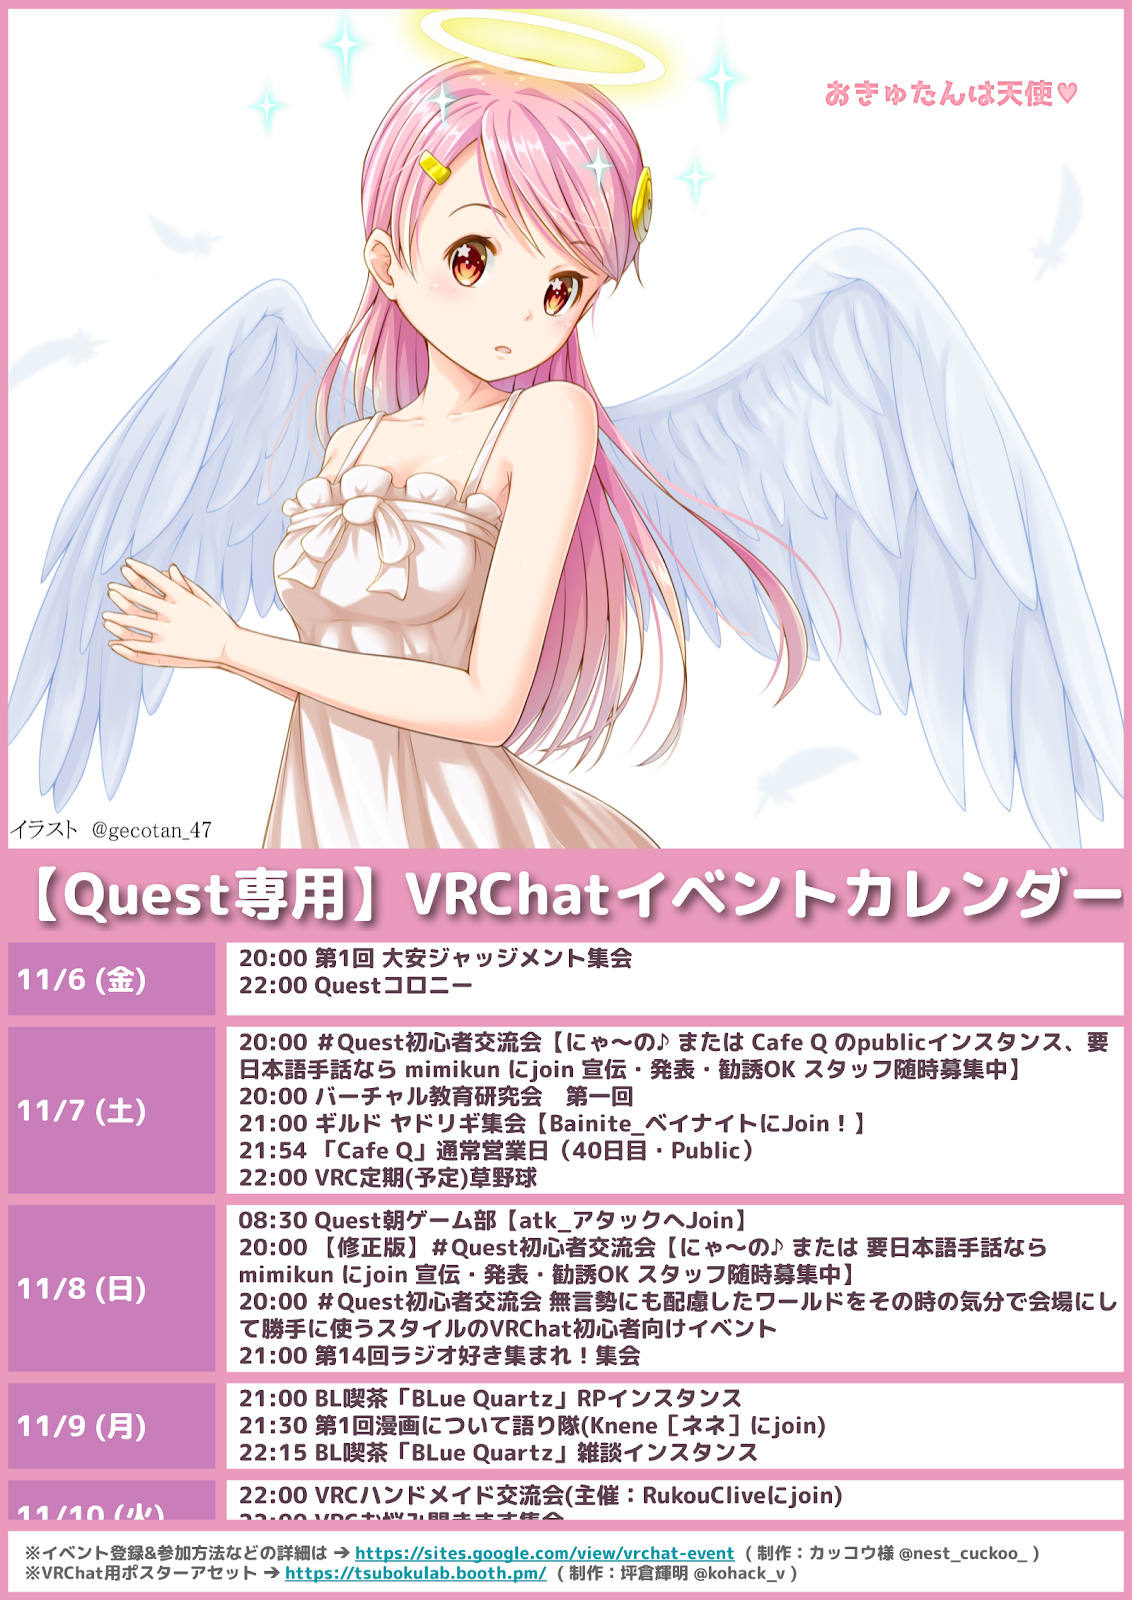 おきゅたんは天使♥
イラスト @gecotan_47
【Quest専用】VRChatイベントカレンダー
11/6 (金)
20:00 第1回 大安ジャッジメント集会
22:00 Questコロニー
11/7 (土)
20:00 ＃Quest初心者交流会【にゃ～の♪ または Cafe Q のpublicインスタンス、要
日本語手話なら mimikun にjoin 宣伝・発表・勧誘OK スタッフ随時募集中】
20:00 バーチャル教育研究会　第一回
21:00 ギルド ヤドリギ集会【Bainite_ベイナイトにJoin！】
21:54 「Cafe Q」通常営業日（40日目・Public）
22:00 VRC定期(予定)草野球
11/8 (日)
08:30 Quest朝ゲーム部【atk_アタックへJoin】
20:00 【修正版】＃Quest初心者交流会【にゃ～の♪ または 要日本語手話なら
mimikun にjoin 宣伝・発表・勧誘OK スタッフ随時募集中】
20:00 ＃Quest初心者交流会 無言勢にも配慮したワールドをその時の気分で会場にし
て勝手に使うスタイルのVRChat初心者向けイベント
21:00 第14回ラジオ好き集まれ！集会
11/9 (月)
21:00 BL喫茶「BLue Quartz」RPインスタンス
21:30 第1回漫画について語り隊(Knene［ネネ］にjoin)
22:15 BL喫茶「BLue Quartz」雑談インスタンス
11/10 (火)
22:00 VRCハンドメイド交流会(主催：RukouCliveにjoin)
22:00 VRCお悩み聞きます集会
※イベント登録&参加方法などの詳細は ➔ https://sites.google.com/view/vrchat-event ( 制作：カッコウ様 @nest_cuckoo_ )
※VRChat用ポスターアセット ➔ https://tsubokulab.booth.pm/ ( 制作：坪倉輝明 @kohack_v )